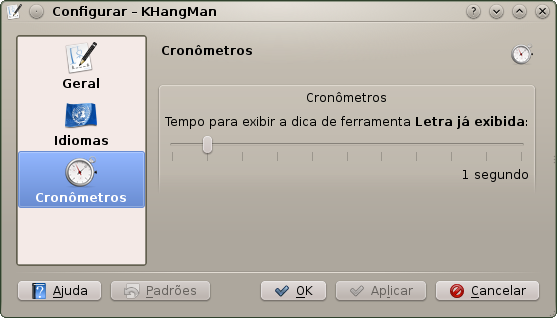 Configurar – KHangMan
Geral
Idiomas
Cronômetros
Cronômetros
Cronômetros
Tempo para exibir a dica de ferramenta Letra já exibida:
1 segundo
Ajuda
Padrões
OK
Aplicar
Cancelar